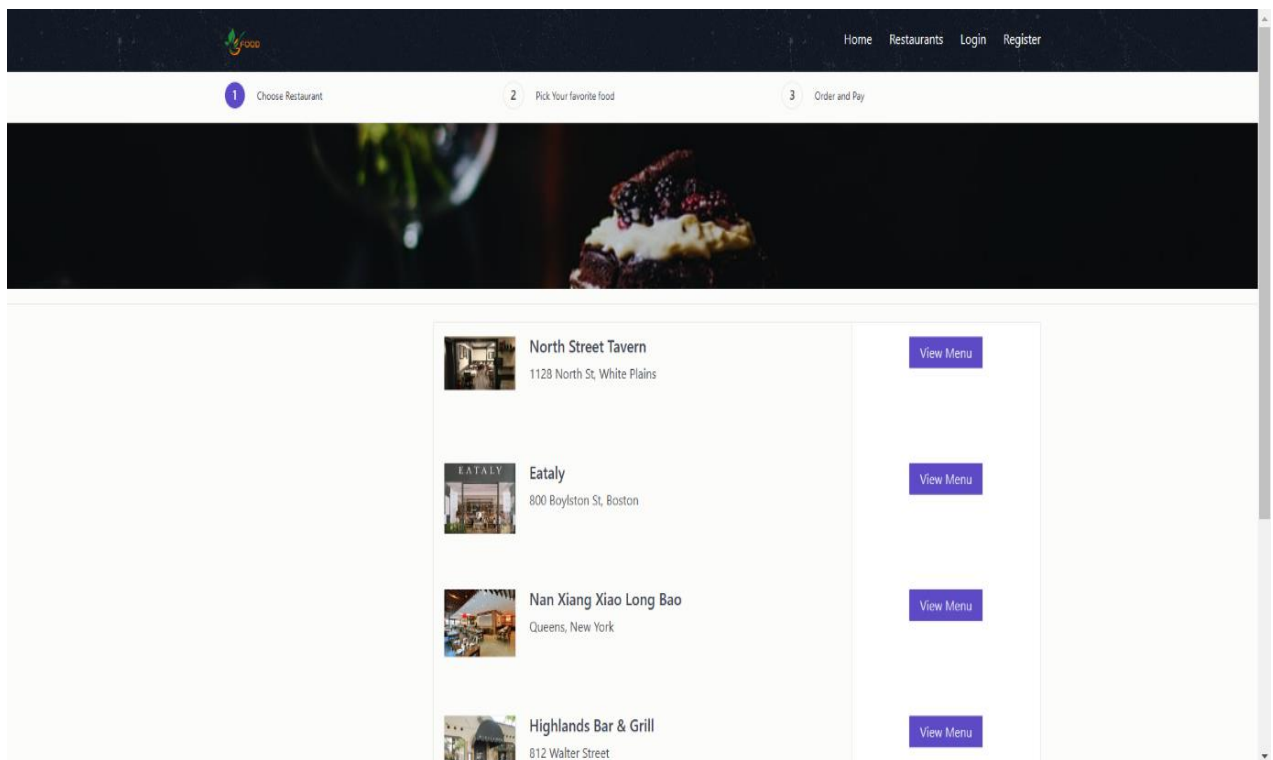 FOOD
Home Restaurants Login Register
1 Choose Restaurant 2 Pick Your favorite food 3 Order and Pay
North Street Tavern
1128 North St, White Plains
View Menu
EATALY
Eataly
800 Boylston St, Boston
View Menu
Nan Xiang Xiao Long Bao
Queens, New York
View Menu
Highlands Bar & Grill
812 Walter Street
View Menu